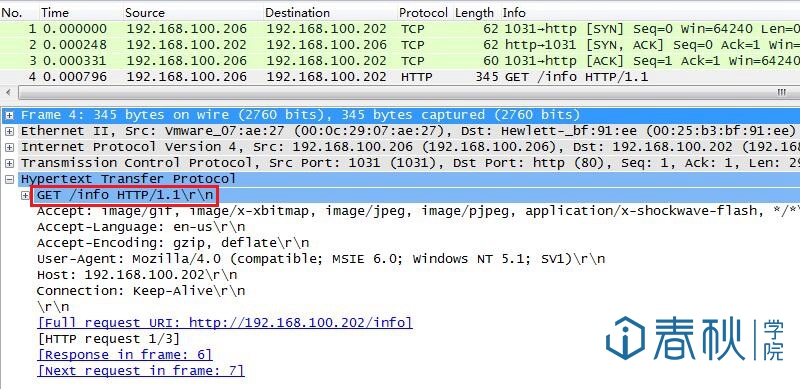 No. Time Source Destination Protocol Length Info
1 0.000000 192.168.100.206 192.168.100.202 TCP 62 1031→http [SYN] Seq=0 Win=64240 Len=0
2 0.000248 192.168.100.202 192.168.100.206 TCP 62 http→1031 [SYN, ACK] Seq=0 Ack=1 Win=
3 0.000331 192.168.100.206 192.168.100.202 TCP 60 1031→http [ACK] Seq=1 Ack=1 Win=64240
4 0.000796 192.168.100.206 192.168.100.202 HTTP 345 GET /info HTTP/1.1
Frame 4: 345 bytes on wire (2760 bits), 345 bytes captured (2760 bits)
Ethernet II, Src: Vmware_07:ae:27 (00:0c:29:07:ae:27), Dst: Hewlett-_bf:91:ee (00:25:b3:bf:91:ee)
Internet Protocol Version 4, Src: 192.168.100.206 (192.168.100.206), Dst: 192.168.100.202 (192.168
Transmission Control Protocol, Src Port: 1031 (1031), Dst Port: http (80), Seq: 1, Ack: 1, Len: 29
Hypertext Transfer Protocol
GET /info HTTP/1.1\r\n
Accept: image/gif, image/x-xbitmap, image/jpeg, image/pjpeg, application/x-shockwave-flash, */*\
Accept-Language: en-us\r\n
Accept-Encoding: gzip, deflate\r\n
User-Agent: Mozilla/4.0 (compatible; MSIE 6.0; Windows NT 5.1; SV1)\r\n
Host: 192.168.100.202\r\n
Connection: Keep-Alive\r\n
\r\n
[Full request URI: http://192.168.100.202/info]
[HTTP request 1/3]
[Response in frame: 6]
[Next request in frame: 7]
春秋学院